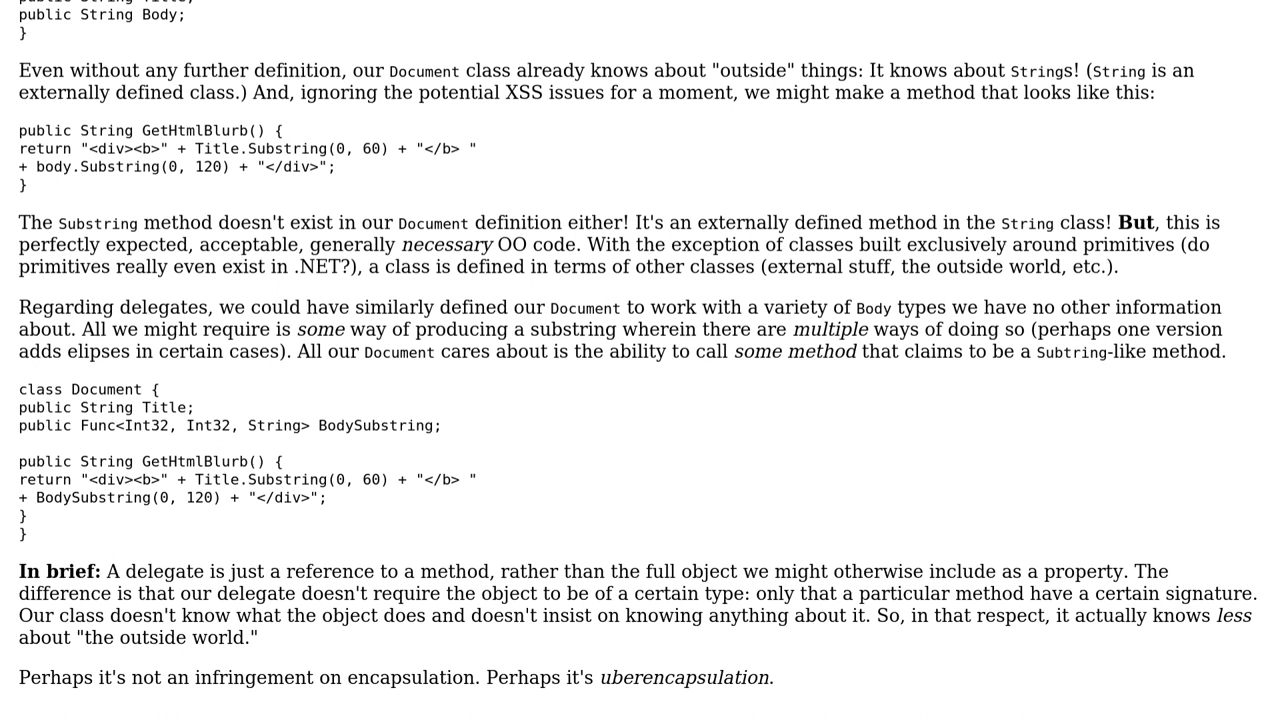 public String Title;
public String Body;
}
Even without any further definition, our Document class already knows about "outside" things: It knows about Strings! (String is an
externally defined class.) And, ignoring the potential XSS issues for a moment, we might make a method that looks like this:
public String GetHtmlBlurb() {
return "<div><b>" + Title.Substring(0, 60) + "</b> "
+ body.Substring(0, 120) + "</div>";
}
The Substring method doesn't exist in our Document definition either! It's an externally defined method in the String class! But, this is
perfectly expected, acceptable, generally necessary OO code. With the exception of classes built exclusively around primitives (do
primitives really even exist in .NET?), a class is defined in terms of other classes (external stuff, the outside world, etc.).
Regarding delegates, we could have similarly defined our Document to work with a variety of Body types we have no other information
about. All we might require is some way of producing a substring wherein there are multiple ways of doing so (perhaps one version
adds elipses in certain cases). All our Document cares about is the ability to call some method that claims to be a Subtring-like method.
class Document {
public String Title;
public Func<Int32, Int32, String> BodySubstring;
public String GetHtmlBlurb() {
return "<div><b>" + Title.Substring(0, 60) + "</b> "
+ BodySubstring(0, 120) + "</div>";
}
}
In brief: A delegate is just a reference to a method, rather than the full object we might otherwise include as a property. The
difference is that our delegate doesn't require the object to be of a certain type: only that a particular method have a certain signature.
Our class doesn't know what the object does and doesn't insist on knowing anything about it. So, in that respect, it actually knows less
about "the outside world."
Perhaps it's not an infringement on encapsulation. Perhaps it's uberencapsulation.